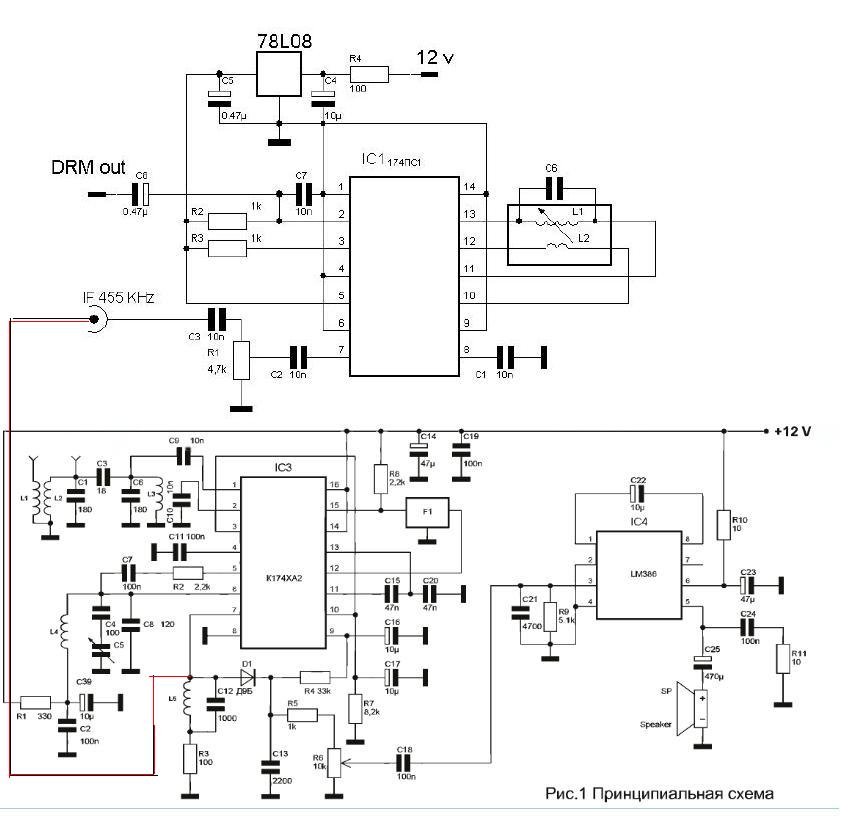 78L08
C5
0.47µ
C4
10µ
R4
100
12 v
DRM out
C8
0.47µ
C7
10n
IC1 174ПС1
R2
1k
R3
1k
1
2
3
4
5
6
7
14
13
12
11
10
9
8
C6
L1
L2
IF 455 KHz
C3
10n
R1
4,7k
C2
10n
C1
10n
+12 V
C9
10n
IC3
К174ХА2
1
2
3
4
5
6
7
8
16
15
14
13
12
11
10
9
L1
L2
C1
180
C3
18
C6
180
L3
C10
10n
C11 100n
C7
100n
R2
2,2k
L4
C4
100
C5
C8
120
R1
330
C39
10µ
C2
100n
L5
C12
1000
D1
Д9Б
R3
100
R4 33k
R5
1k
C13
2200
R6
10k
C18
100n
R7
8,2k
C17
10µ
C16
10µ
C15
47n
C20
47n
R8
2,2k
F1
C14
47µ
C19
100n
C22
10µ
IC4
LM386
1
2
3
4
8
7
6
5
C21
4700
R9
5.1k
R10
10
C23
47µ
C24
100n
R11
10
C25
470µ
SP
Speaker
+
-
Рис.1 Принципиальная схема